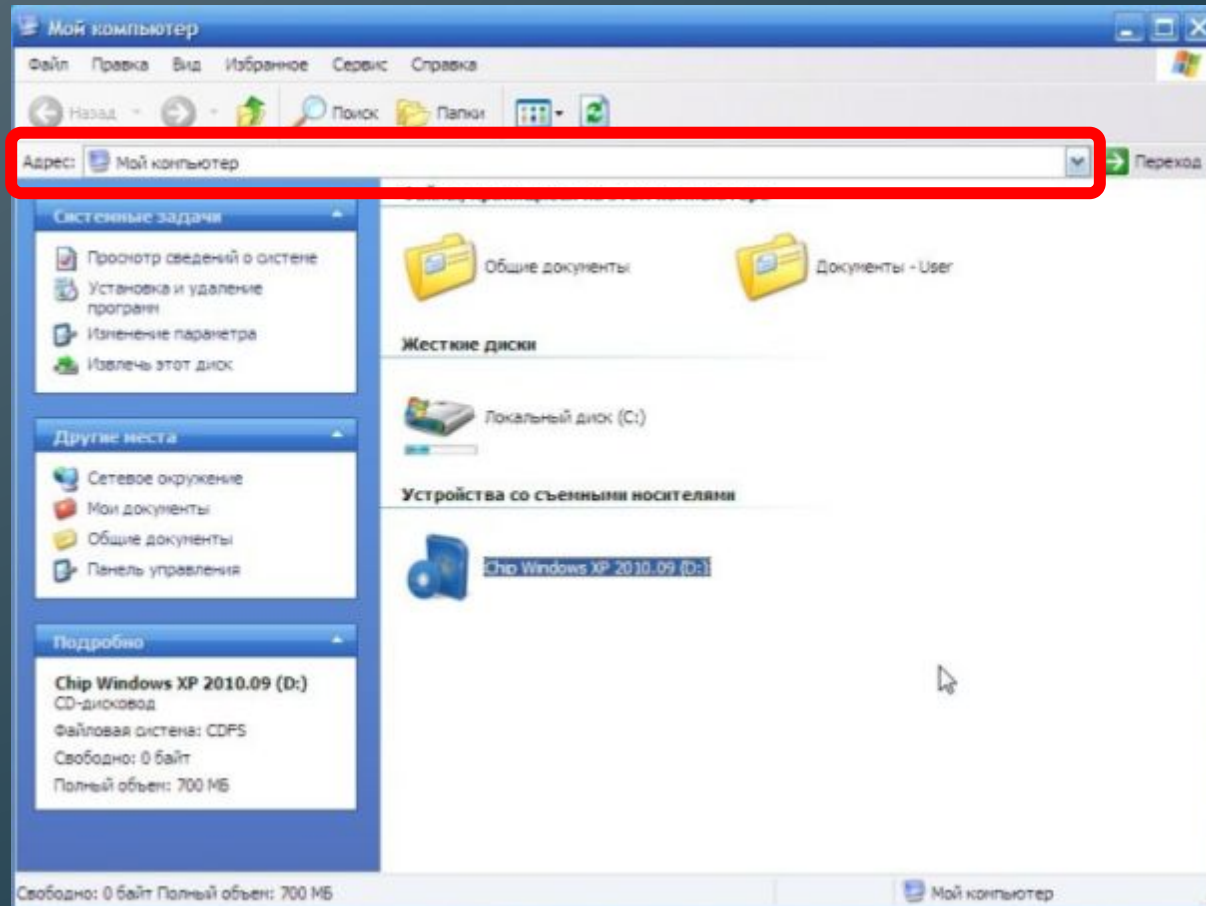 Мой компьютер
Файл Правка Вид Избранное Сервис Справка
Назад Поиск Папки
Адрес: Мой компьютер Переход
Системные задачи
Просмотр сведений о системе
Установка и удаление
программ
Изменение параметра
Извлечь этот диск
Другие места
Сетевое окружение
Мои документы
Общие документы
Панель управления
Подробно
Chip Windows XP 2010.09 (D:)
CD-дисковод
Файловая система: CDFS
Свободно: 0 байт
Полный объем: 700 МБ
Общие документы
Документы - User
Жесткие диски
Локальный диск (C:)
Устройства со съемными носителями
Chip Windows XP 2010.09 (D:)
Свободно: 0 байт Полный объем: 700 МБ
Мой компьютер